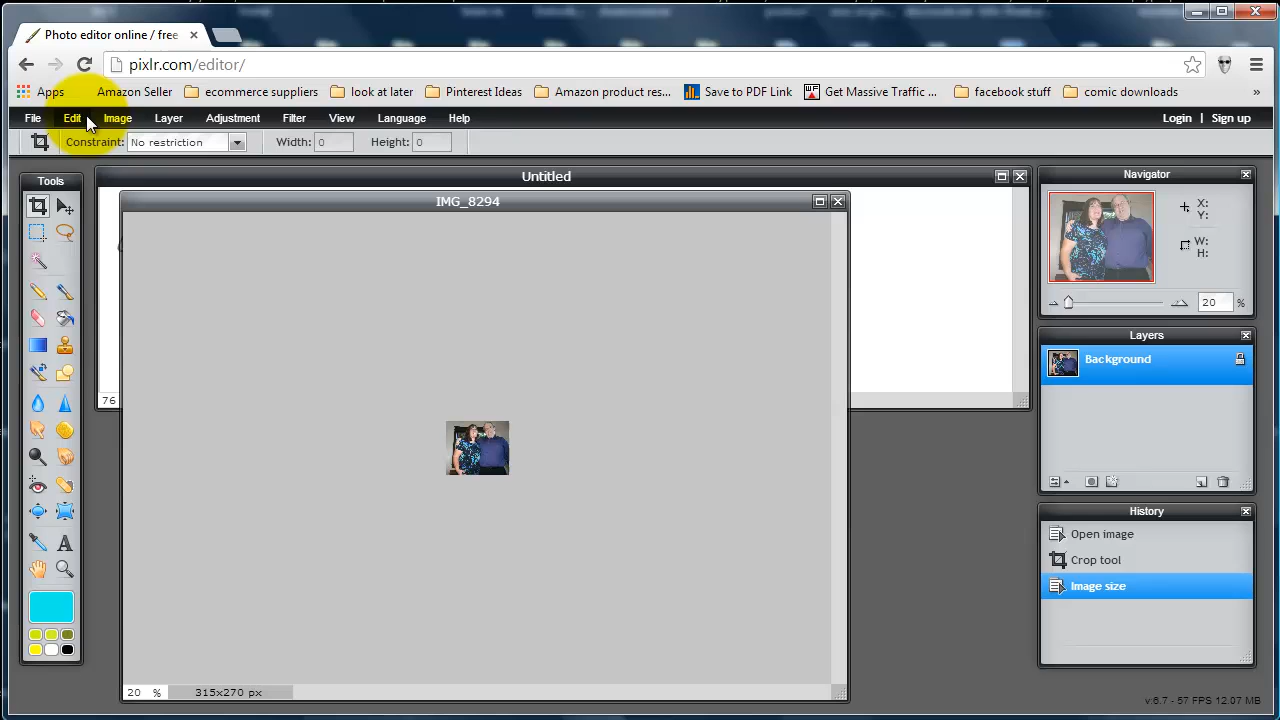 Photo editor online / free
pixlr.com/editor/
Apps Amazon Seller ecommerce suppliers look at later Pinterest Ideas Amazon product res... Save to PDF Link Get Massive Traffic ... facebook stuff comic downloads »
File Edit Image Layer Adjustment Filter View Language Help Login | Sign up
Constraint: No restriction Width: 0 Height: 0
Tools
Untitled
Navigator
IMG_8294
X:
Y:
W:
H:
20 %
Layers
Background
76
History
Open image
Crop tool
Image size
20 % 315x270 px
v:6.7 - 57 FPS 12.07 MB